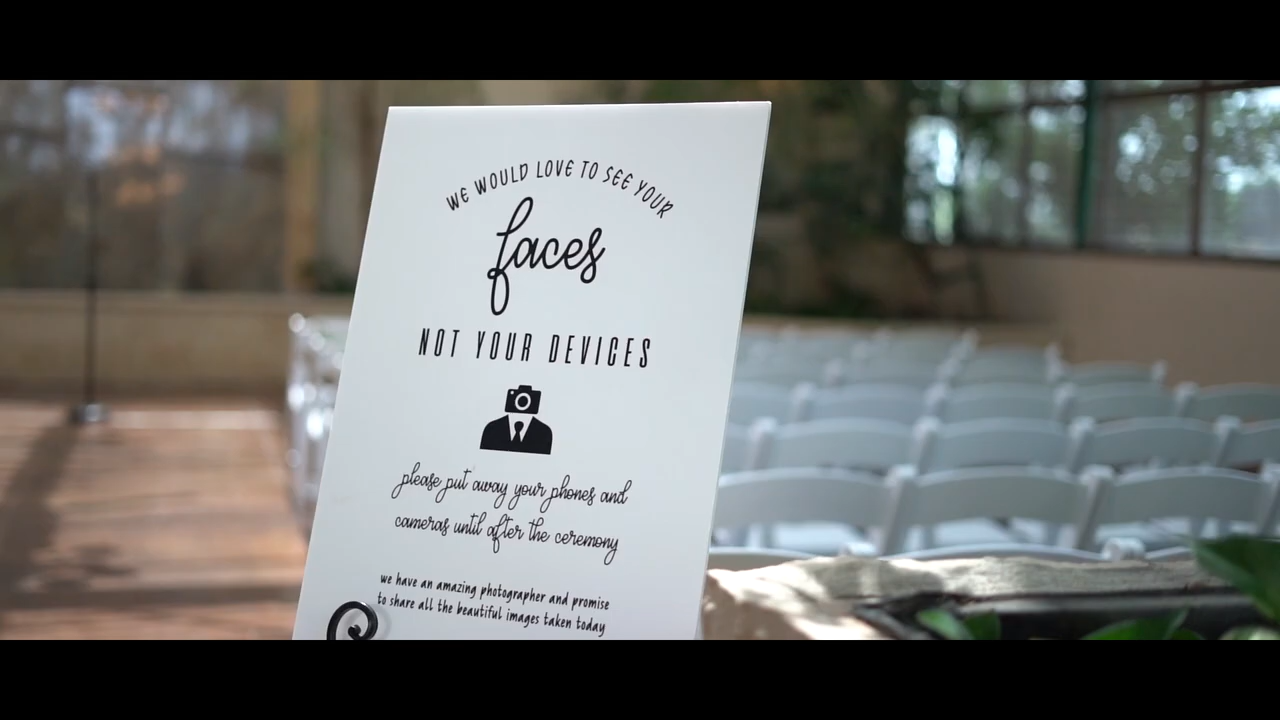 WE WOULD LOVE TO SEE YOUR
faces
NOT YOUR DEVICES
please put away your phones and
cameras until after the ceremony
we have an amazing photographer and promise
to share all the beautiful images taken today